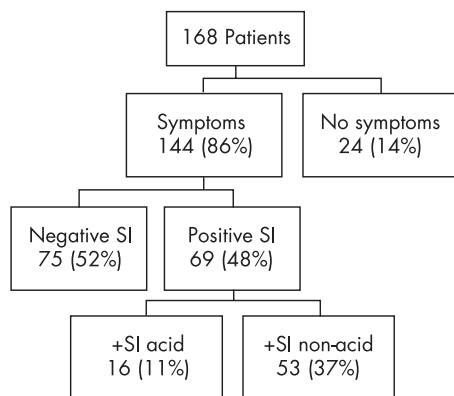 168 Patients
Symptoms
144 (86%)
No symptoms
24 (14%)
Negative SI
75 (52%)
Positive SI
69 (48%)
+SI acid
16 (11%)
+SI non-acid
53 (37%)